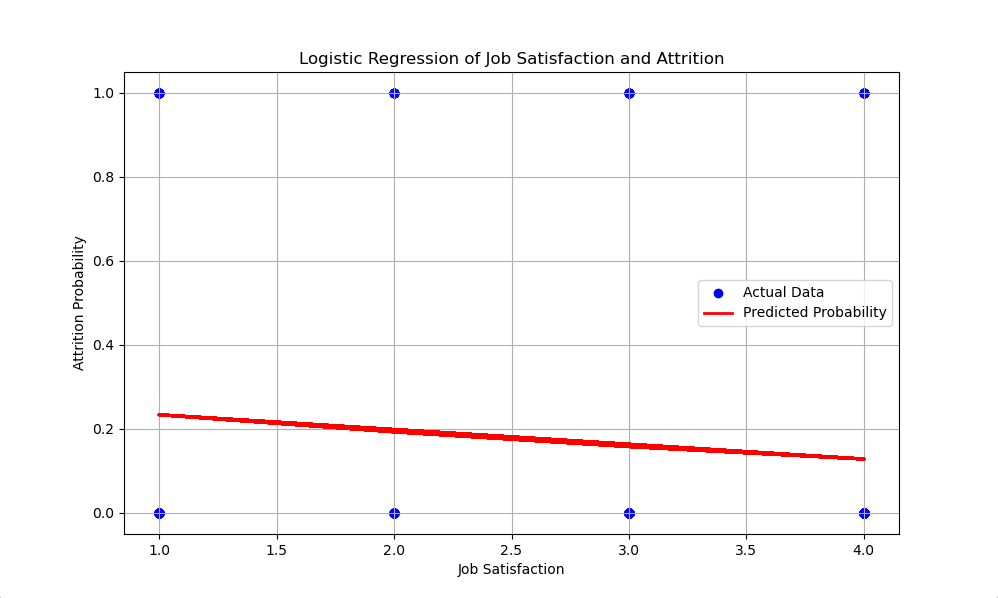 Logistic Regression of Job Satisfaction and Attrition
1.0
0.8
0.6
0.4
0.2
0.0
Attrition Probability
Actual Data
Predicted Probability
1.0 1.5 2.0 2.5 3.0 3.5 4.0
Job Satisfaction